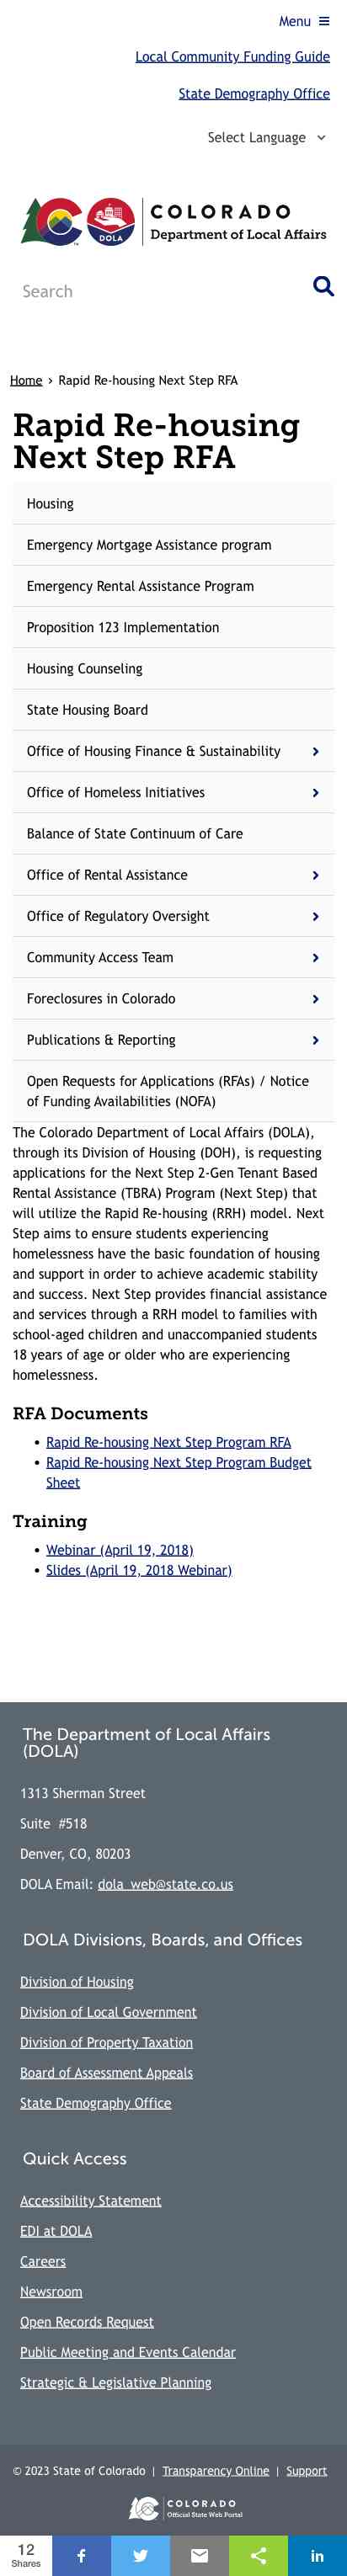 Menu
Local Community Funding Guide
State Demography Office
Select Language
COLORADO
Department of Local Affairs
DOLA
TM
Search
Home › Rapid Re-housing Next Step RFA
Rapid Re-housing
Next Step RFA
Housing
Emergency Mortgage Assistance program
Emergency Rental Assistance Program
Proposition 123 Implementation
Housing Counseling
State Housing Board
Office of Housing Finance & Sustainability
Office of Homeless Initiatives
Balance of State Continuum of Care
Office of Rental Assistance
Office of Regulatory Oversight
Community Access Team
Foreclosures in Colorado
Publications & Reporting
Open Requests for Applications (RFAs) / Notice
of Funding Availabilities (NOFA)
The Colorado Department of Local Affairs (DOLA),
through its Division of Housing (DOH), is requesting
applications for the Next Step 2-Gen Tenant Based
Rental Assistance (TBRA) Program (Next Step) that
will utilize the Rapid Re-housing (RRH) model. Next
Step aims to ensure students experiencing
homelessness have the basic foundation of housing
and support in order to achieve academic stability
and success. Next Step provides financial assistance
and services through a RRH model to families with
school-aged children and unaccompanied students
18 years of age or older who are experiencing
homelessness.
RFA Documents
• Rapid Re-housing Next Step Program RFA
• Rapid Re-housing Next Step Program Budget
Sheet
Training
• Webinar (April 19, 2018)
• Slides (April 19, 2018 Webinar)
The Department of Local Affairs
(DOLA)
1313 Sherman Street
Suite #518
Denver, CO, 80203
DOLA Email: dola_web@state.co.us
DOLA Divisions, Boards, and Offices
Division of Housing
Division of Local Government
Division of Property Taxation
Board of Assessment Appeals
State Demography Office
Quick Access
Accessibility Statement
EDI at DOLA
Careers
Newsroom
Open Records Request
Public Meeting and Events Calendar
Strategic & Legislative Planning
© 2023 State of Colorado | Transparency Online | Support
COLORADO
Official State Web Portal
12
Shares